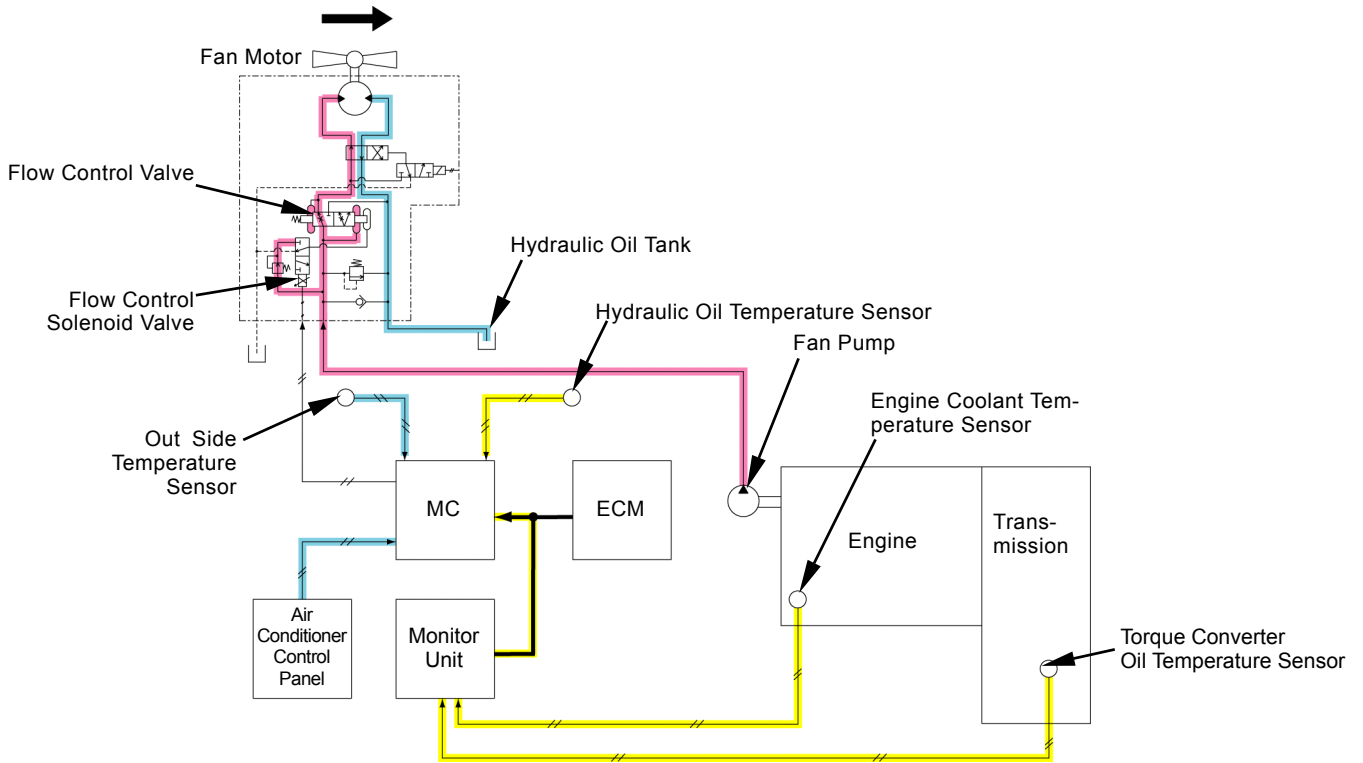 Fan Motor
Flow Control Valve
Flow Control
Solenoid Valve
Hydraulic Oil Tank
Hydraulic Oil Temperature Sensor
Fan Pump
Engine Coolant Tem-
perature Sensor
Out Side
Temperature
Sensor
MC
ECM
Engine
Trans-
mission
Air
Conditioner
Control
Panel
Monitor
Unit
Torque Converter
Oil Temperature Sensor